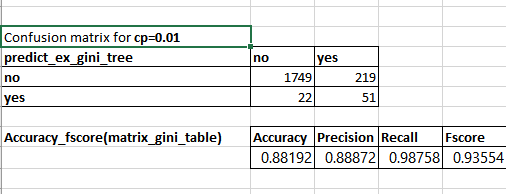 Confusion matrix for cp=0.01
predict_ex_gini_tree no yes
no 1749 219
yes 22 51
Accuracy_fscore(matrix_gini_table) Accuracy Precision Recall Fscore
0.88192 0.88872 0.98758 0.93554